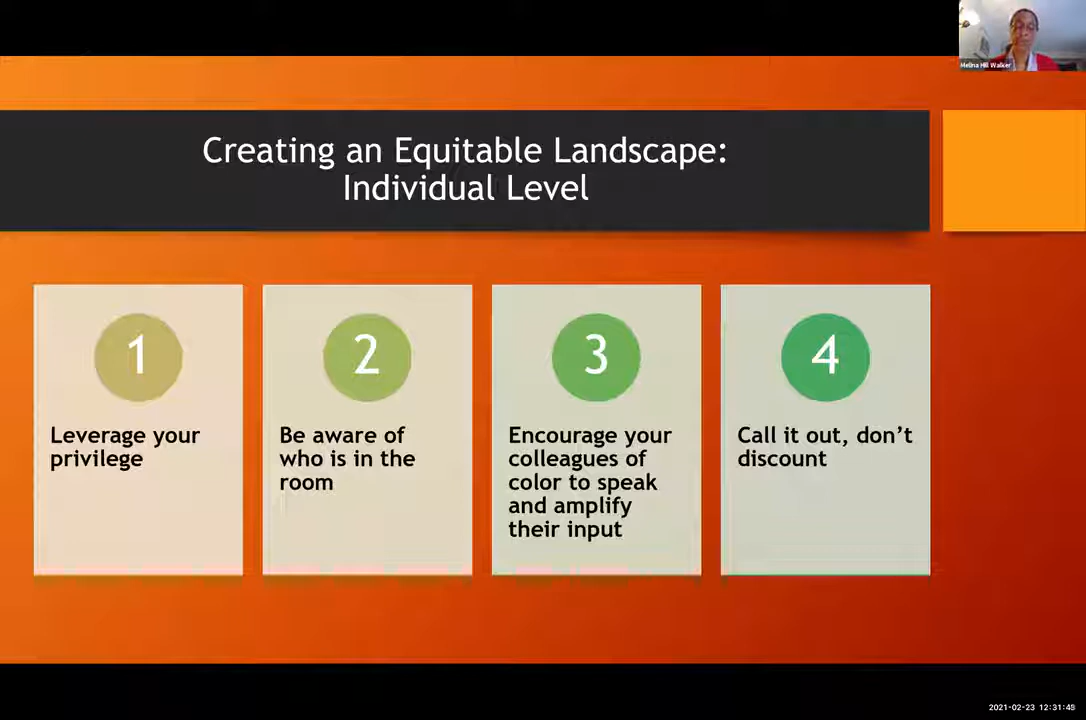 Melina Hill Walker
Creating an Equitable Landscape:
Individual Level
1
Leverage your
privilege
2
Be aware of
who is in the
room
3
Encourage your
colleagues of
color to speak
and amplify
their input
4
Call it out, don’t
discount
2021-02-23 12:31:45